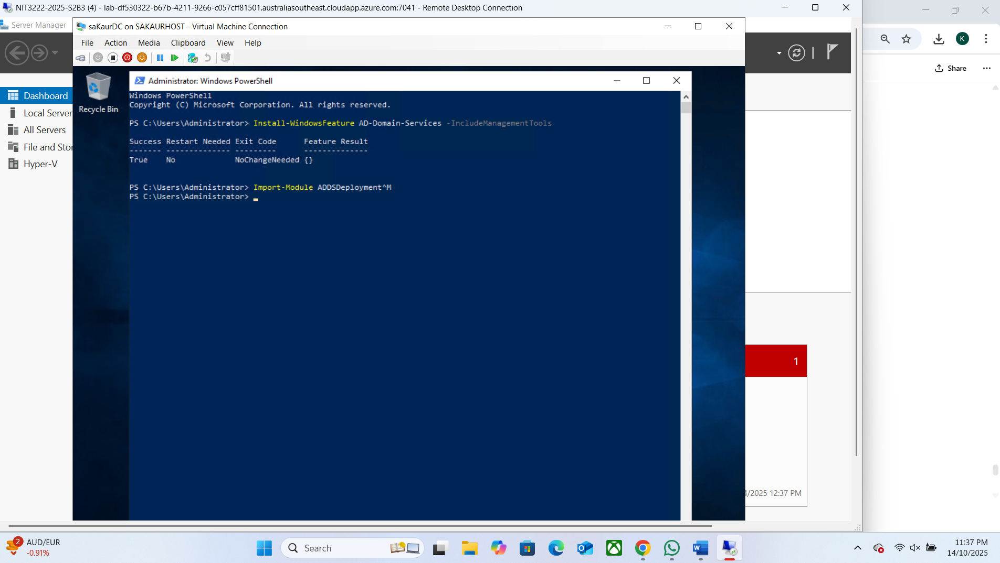 NIT3222-2025-S2B3 (4) - lab-df530322-b67b-4211-9266-c057cff81501.australiasoutheast.cloudapp.azure.com:7041 - Remote Desktop Connection
Server Manager
saKaurDC on SAKAURHOST - Virtual Machine Connection
File Action Media Clipboard View Help
K
Share
Dashboard
Local Server
All Servers
File and Stor
Hyper-V
Recycle Bin
Administrator: Windows PowerShell
Windows PowerShell
Copyright (C) Microsoft Corporation. All rights reserved.
PS C:\Users\Administrator> Install-WindowsFeature AD-Domain-Services -IncludeManagementTools
Success Restart Needed Exit Code      Feature Result
------- -------------- ---------      --------------
True    No             NoChangeNeeded {}
PS C:\Users\Administrator> Import-Module ADDSDeployment^M
PS C:\Users\Administrator>
1
4/2025 12:37 PM
2
AUD/EUR
-0.91%
Search
11:37 PM
14/10/2025